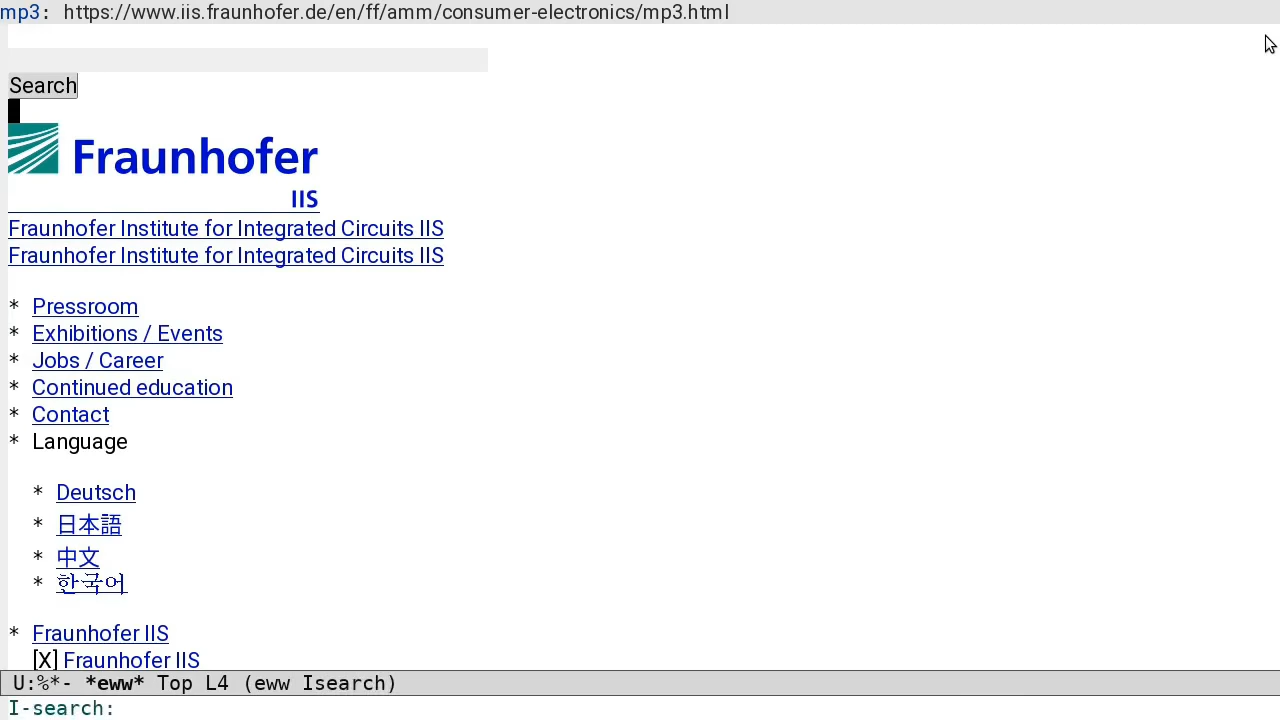 mp3: https://www.iis.fraunhofer.de/en/ff/amm/consumer-electronics/mp3.html
Search
Fraunhofer
IIS
Fraunhofer Institute for Integrated Circuits IIS
Fraunhofer Institute for Integrated Circuits IIS
* Pressroom
* Exhibitions / Events
* Jobs / Career
* Continued education
* Contact
* Language
* Deutsch
* 日本語
* 中文
* 한국어
* Fraunhofer IIS
[X] Fraunhofer IIS
U:%*- *eww* Top L4 (eww Isearch)
I-search: